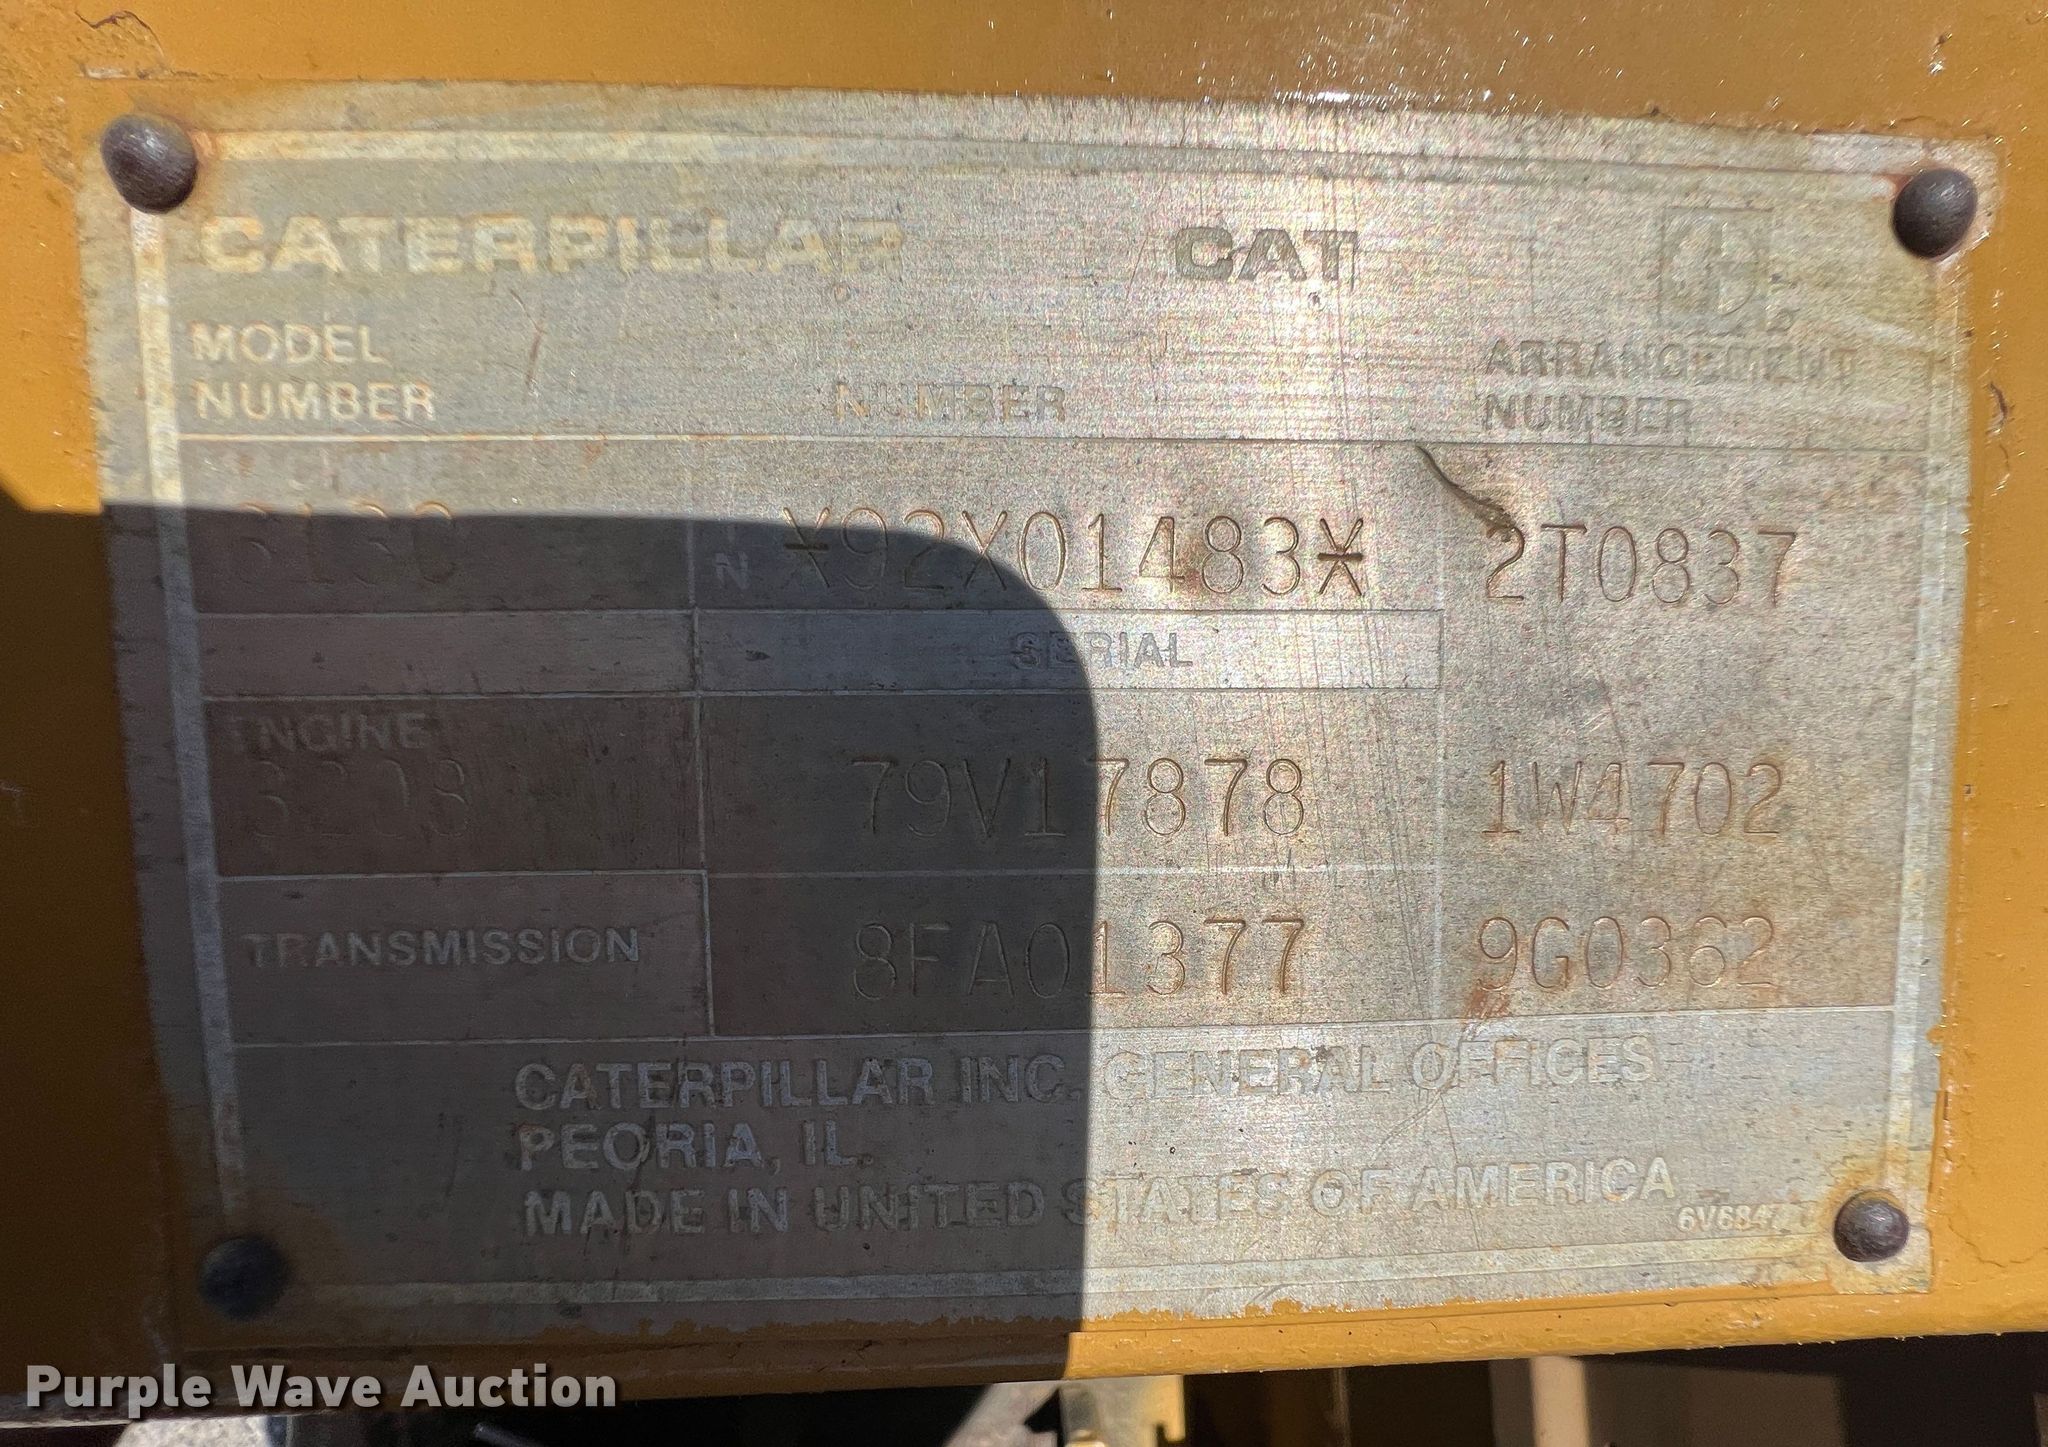 CATERPILLAR CAT
MODEL NUMBER NUMBER ARRANGEMENT NUMBER
N *92X01483* 2T0837
SERIAL
ENGINE
3208 79V17878 1W4702
TRANSMISSION 8FA01377 9G0362
CATERPILLAR INC. GENERAL OFFICES
PEORIA, IL.
MADE IN UNITED STATES OF AMERICA
Purple Wave Auction